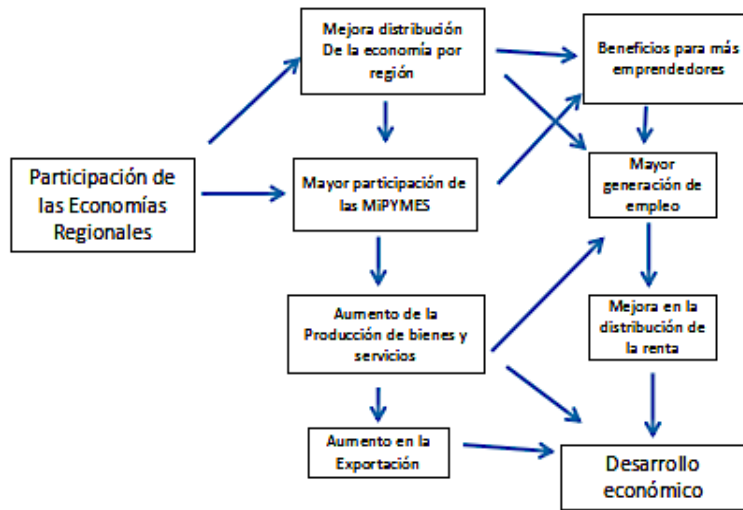 Mejora distribución
De la economía por
región
Beneficios para más
emprendedores
Participación de
las Economías
Regionales
Mayor participación de
las MiPYMES
Mayor
generación de
empleo
Aumento de la
Producción de bienes y
servicios
Mejora en la
distribución de
la renta
Aumento en la
Exportación
Desarrollo
económico